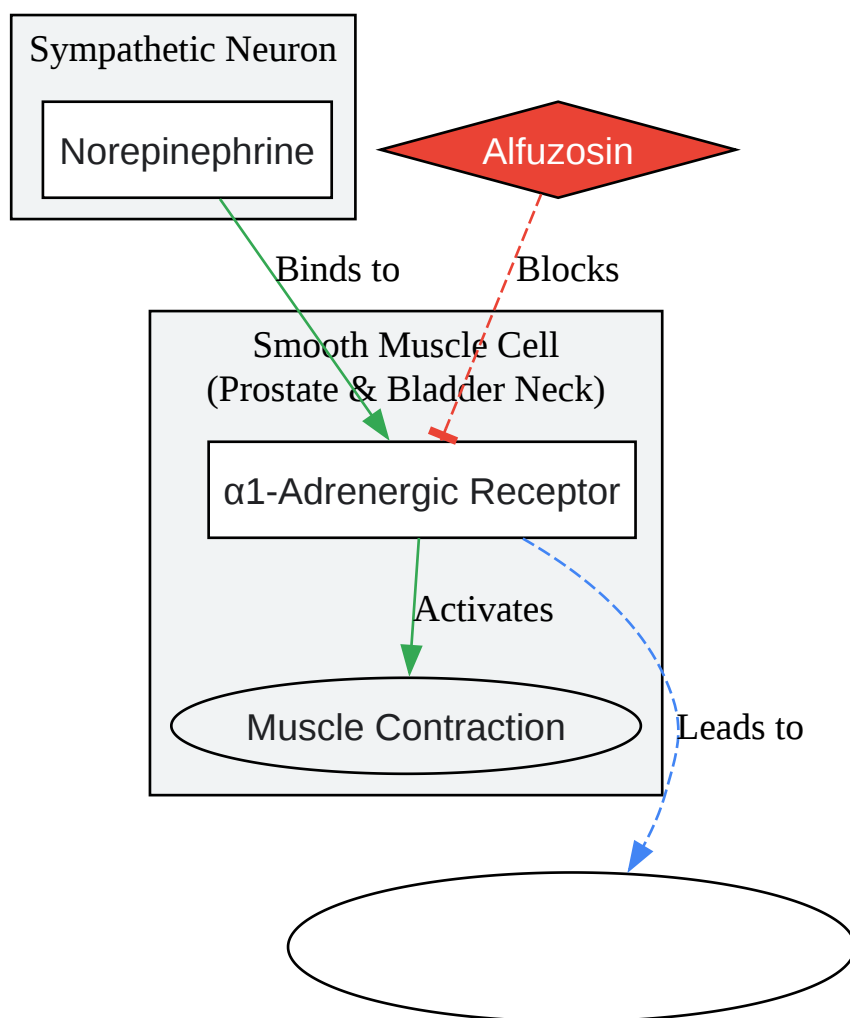 Sympathetic Neuron
Norepinephrine
Alfuzosin
Binds to
Blocks
Smooth Muscle Cell
(Prostate & Bladder Neck)
α1-Adrenergic Receptor
Activates
Muscle Contraction
Leads to